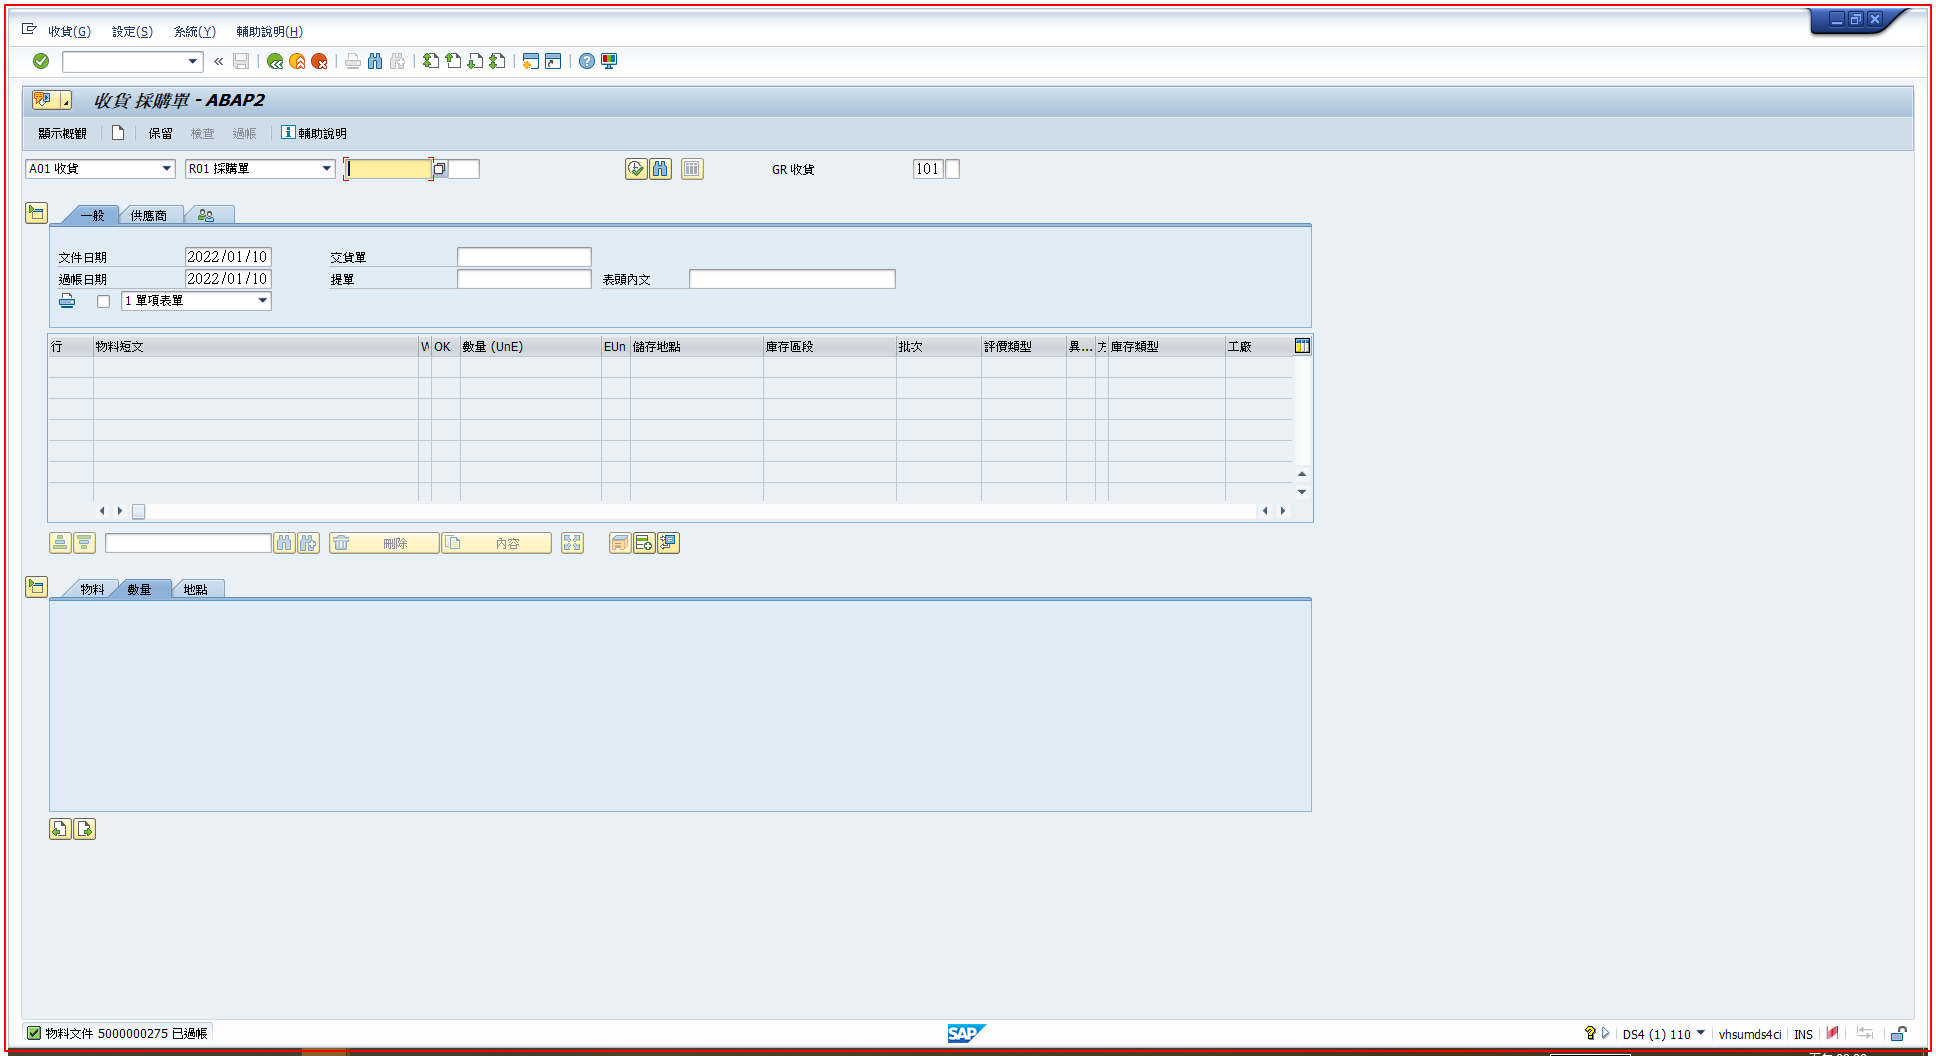 收貨(G) 設定(S) 系統(Y) 輔助說明(H)
收貨 採購單 - ABAP2
顯示概觀 保留 檢查 過帳 輔助說明
A01 收貨 R01 採購單 GR 收貨 101
一般 供應商
文件日期 2022/01/10 交貨單
過帳日期 2022/01/10 提單 表頭內文
1 單項表單
行 物料短文 W OK 數量 (UnE) EUn 儲存地點 庫存區段 批次 評價類型 異... 方 庫存類型 工廠
刪除 內容
物料 數量 地點
物料文件 5000000275 已過帳 SAP DS4 (1) 110 vhsumds4ci INS